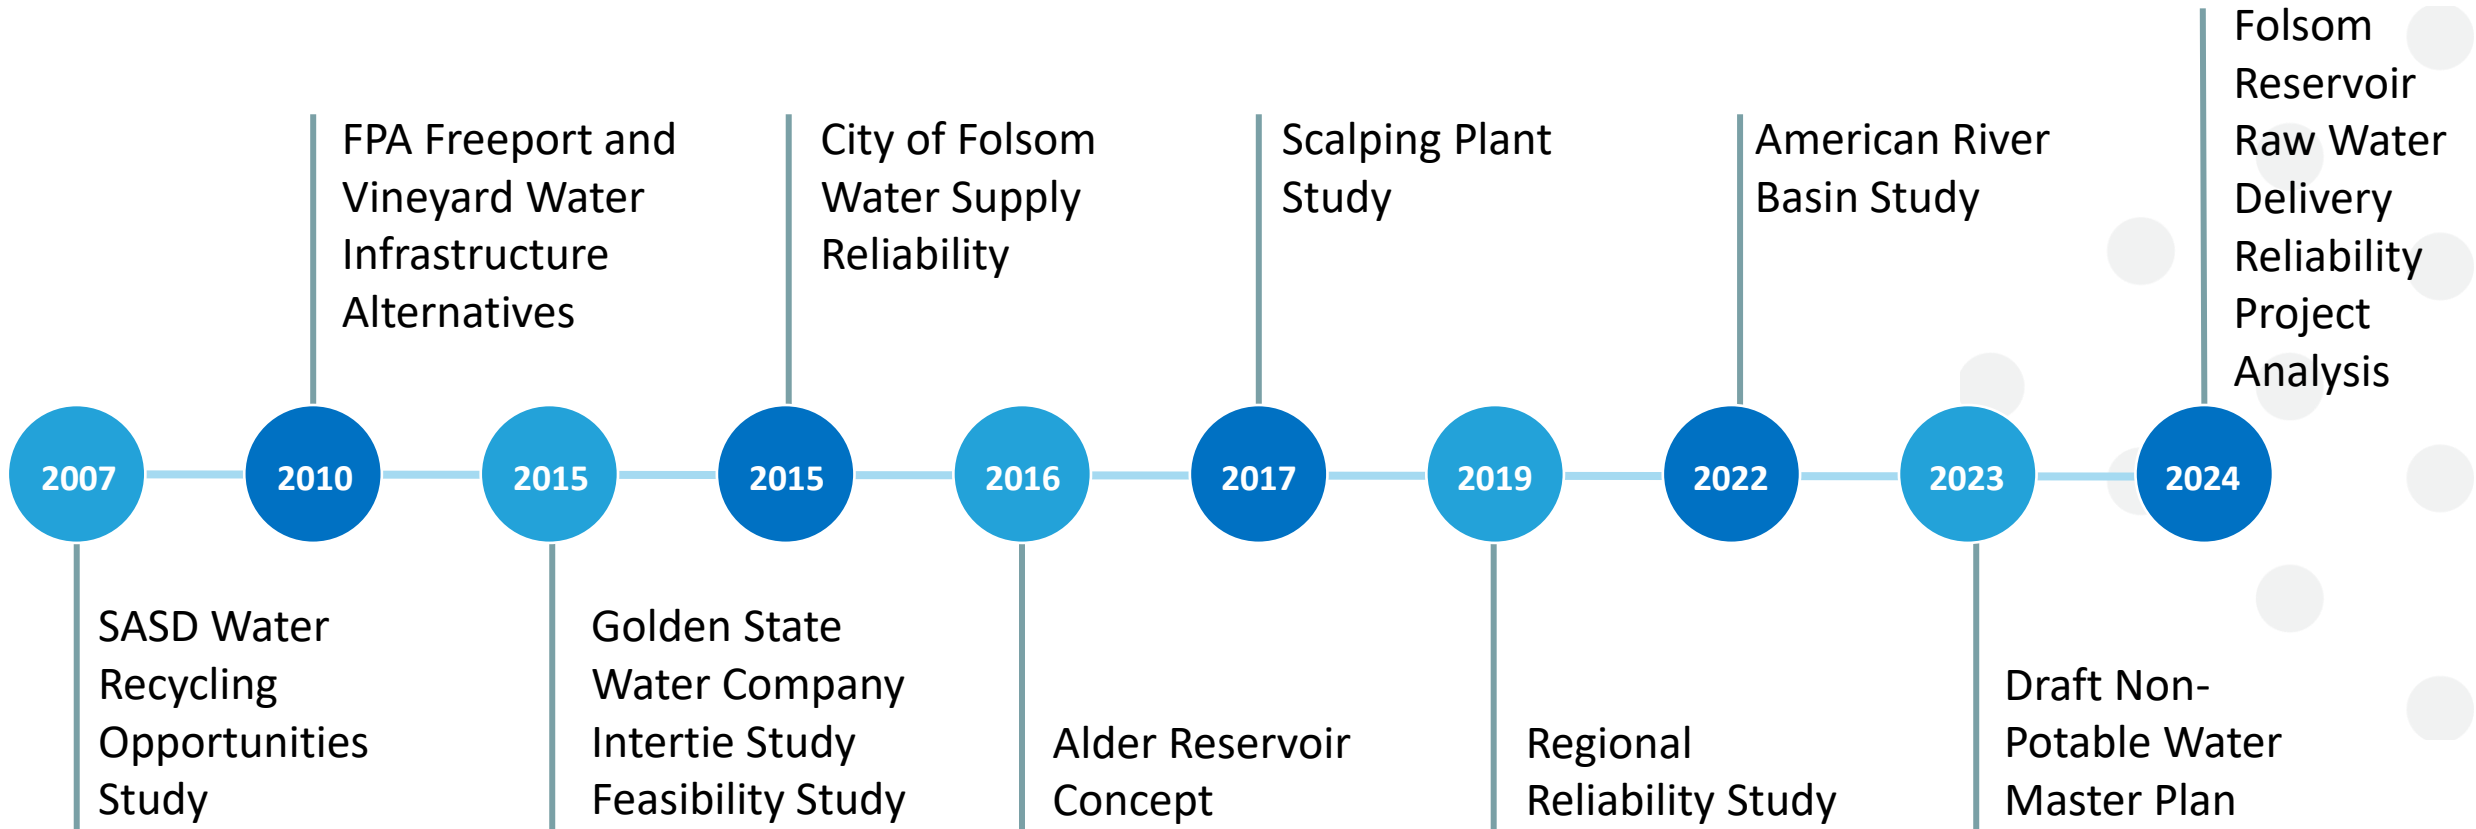 FPA Freeport and
Vineyard Water
Infrastructure
Alternatives
City of Folsom
Water Supply
Reliability
Scalping Plant
Study
American River
Basin Study
Folsom
Reservoir
Raw Water
Delivery
Reliability
Project
Analysis
2007
2010
2015
2015
2016
2017
2019
2022
2023
2024
SASD Water
Recycling
Opportunities
Study
Golden State
Water Company
Intertie Study
Feasibility Study
Alder Reservoir
Concept
Regional
Reliability Study
Draft Non-
Potable Water
Master Plan